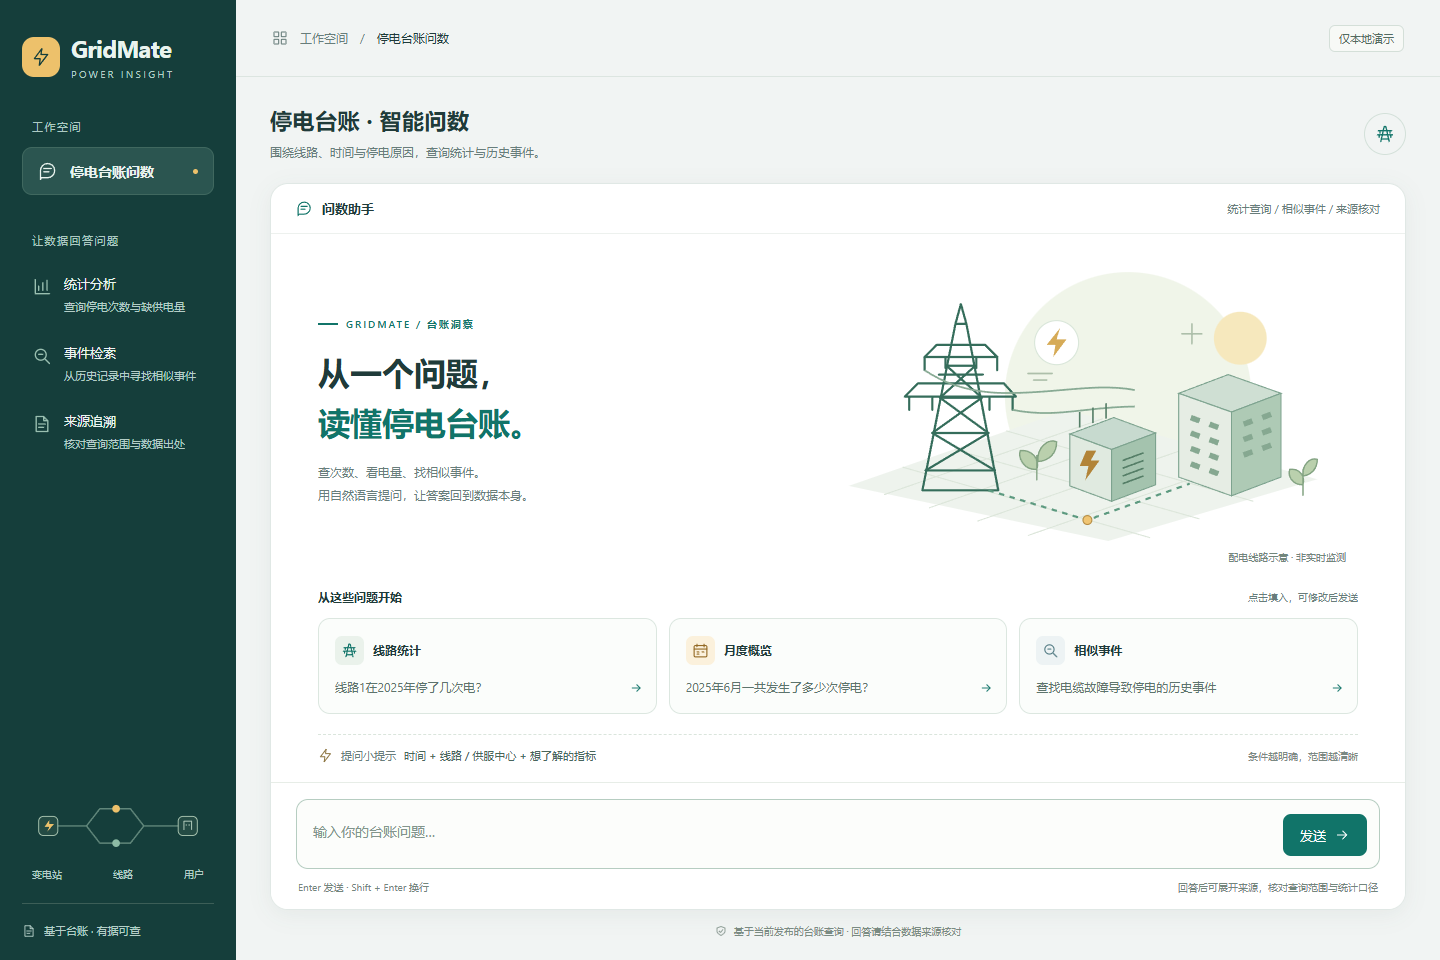 GridMate
POWER INSIGHT
工作空间
停电台账问数
让数据回答问题
统计分析
查询停电次数与缺供电量
事件检索
从历史记录中寻找相似事件
来源追溯
核对查询范围与数据出处
变电站 线路 用户
基于台账 · 有据可查
工作空间 / 停电台账问数
仅本地演示
停电台账 · 智能问数
围绕线路、时间与停电原因，查询统计与历史事件。
问数助手
统计查询 / 相似事件 / 来源核对
GRIDMATE / 台账洞察
从一个问题，
读懂停电台账。
查次数、看电量、找相似事件。
用自然语言提问，让答案回到数据本身。
配电线路示意 · 非实时监测
从这些问题开始
点击填入，可修改后发送
线路统计
线路1在2025年停了几次电？
月度概览
2025年6月一共发生了多少次停电？
相似事件
查找电缆故障导致停电的历史事件
提问小提示 时间 + 线路 / 供服中心 + 想了解的指标
条件越明确，范围越清晰
输入你的台账问题...
发送
Enter 发送 · Shift + Enter 换行
回答后可展开来源，核对查询范围与统计口径
基于当前发布的台账查询 · 回答请结合数据来源核对